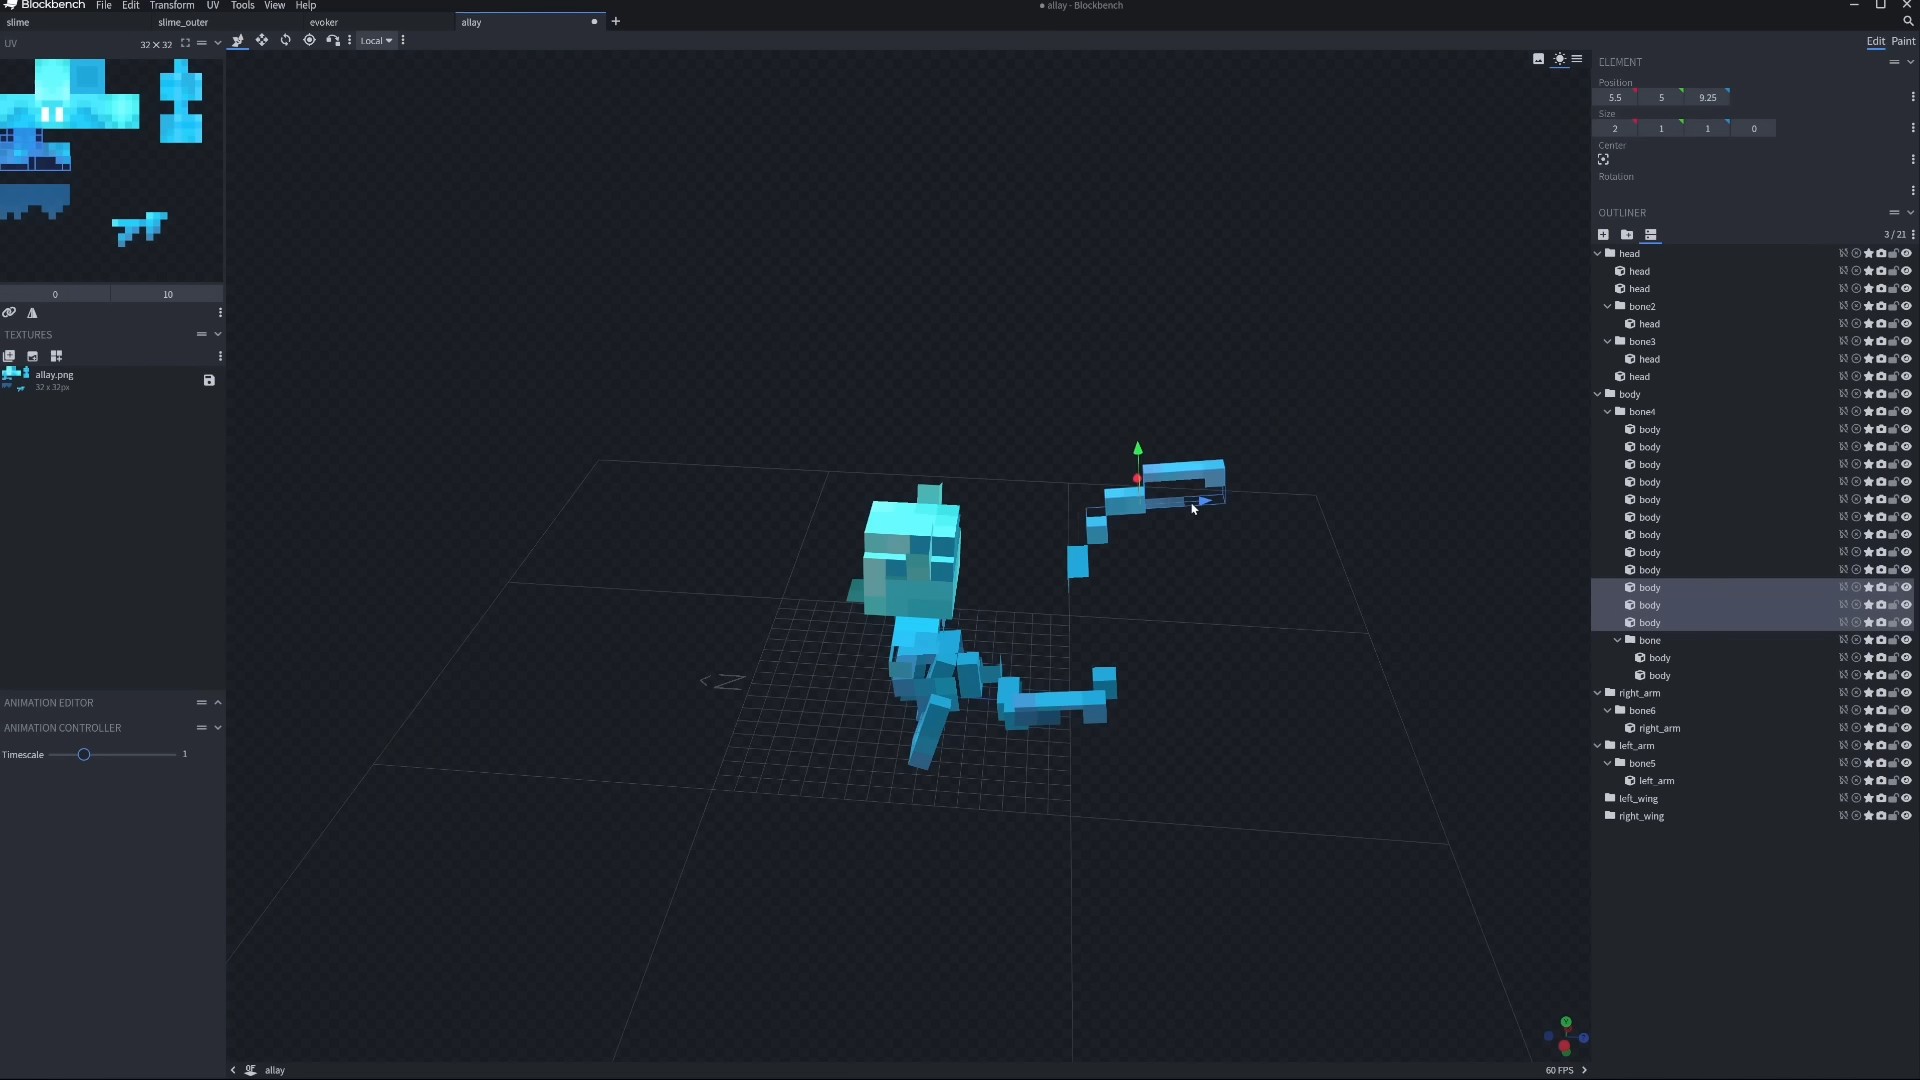 Blockbench File Edit Transform UV Tools View Help
allay - Blockbench
slime slime_outer evoker allay
UV 32×32
Local
Edit Paint
0 10
TEXTURES
allay.png
32 x 32px
ANIMATION EDITOR
ANIMATION CONTROLLER
Timescale 1
ELEMENT
Position
5.5 5 9.25
Size
2 1 1 0
Center
Rotation
OUTLINER
3 / 21
head
head
head
bone2
head
bone3
head
head
body
bone4
body
body
body
body
body
body
body
body
body
body
body
body
bone
body
body
right_arm
bone6
right_arm
left_arm
bone5
left_arm
left_wing
right_wing
allay
60 FPS